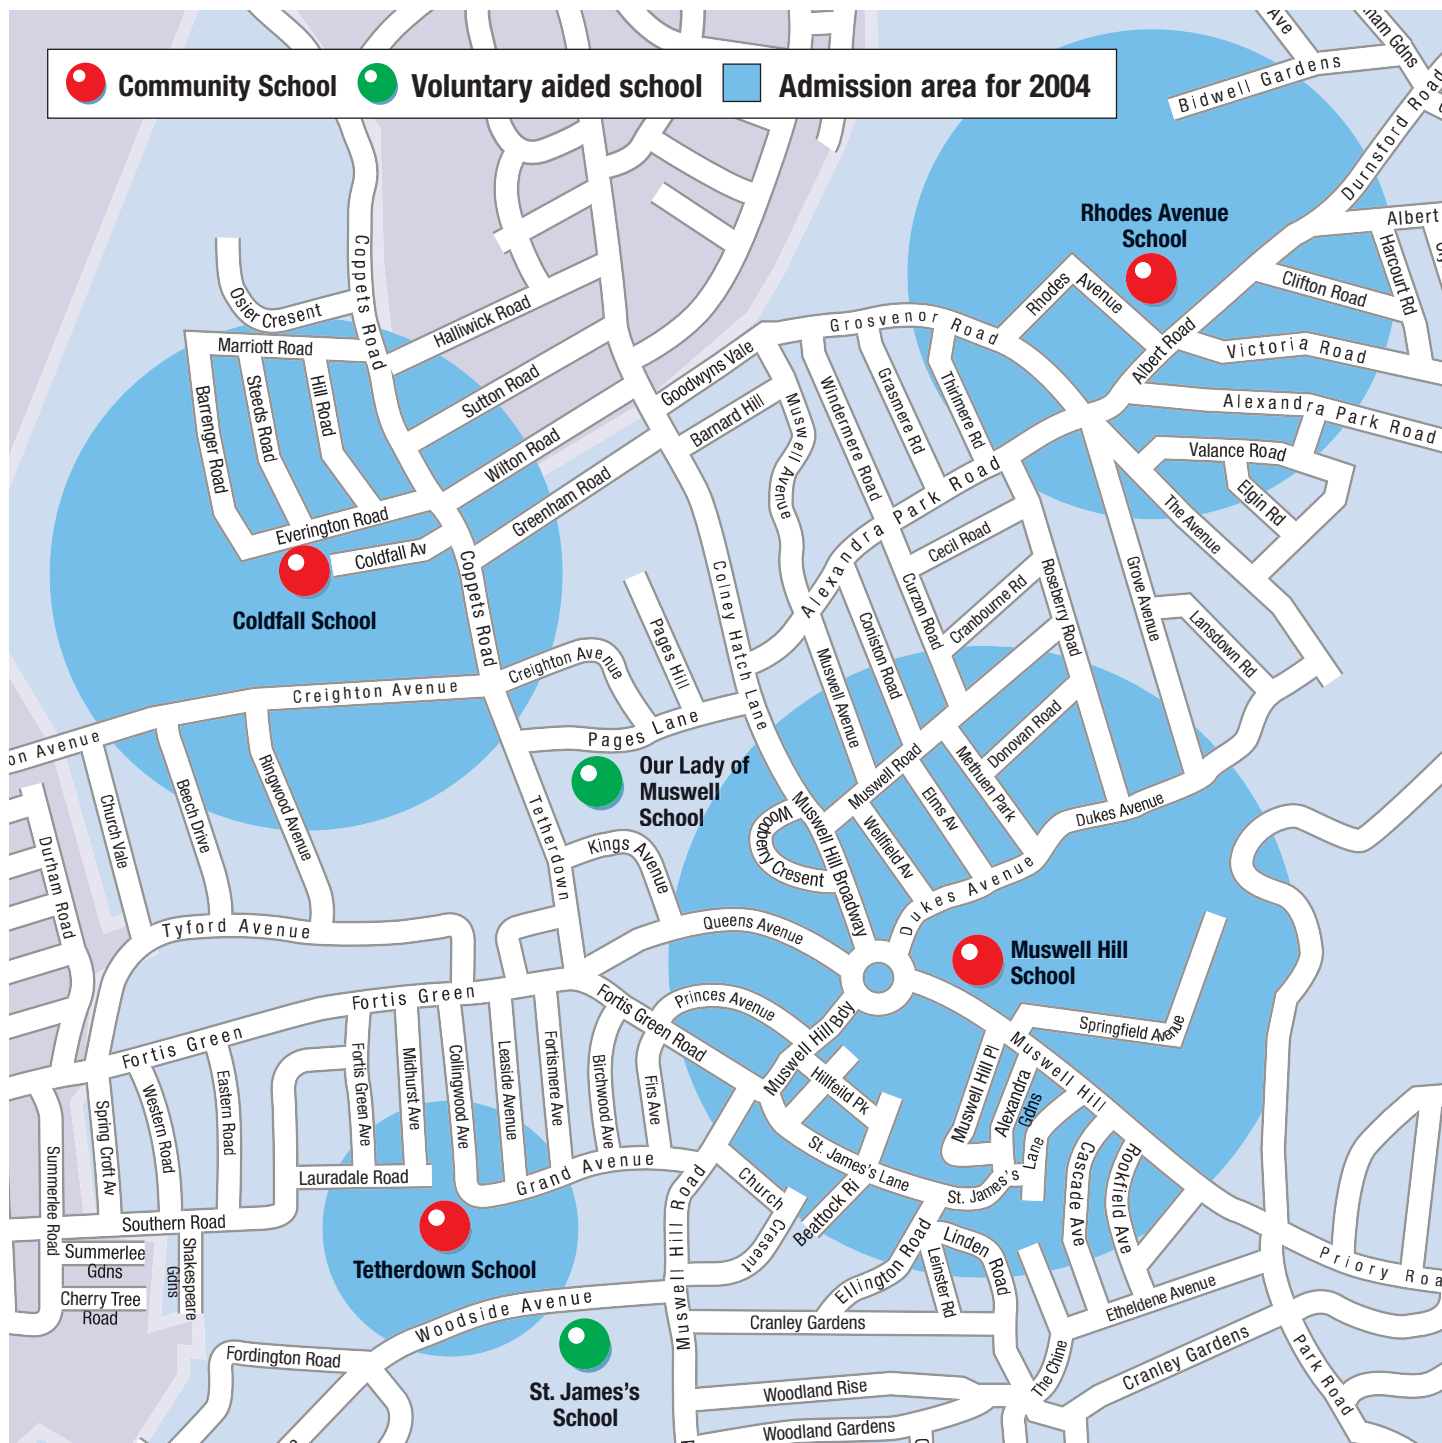 Community School
Voluntary aided school
Admission area for 2004
Ave
ham Gdns
Bidwell Gardens
Durnsford Road
Rhodes Avenue
School
Albert
Harcourt Rd
Clifton Road
Rhodes Avenue
Albert Road
Victoria Road
Alexandra Park Road
Valance Road
Elgin Rd
The Avenue
Coppets Road
Osier Cresent
Halliwick Road
Marriott Road
Barrenger Road
Steeds Road
Hill Road
Sutton Road
Goodwyns Vale
Barnard Hill
Grosvenor Road
Muswell Avenue
Windermere Road
Grasmere Rd
Thirlmere Rd
Wilton Road
Greenham Road
Everington Road
Coldfall Av
Coldfall School
Coppets Road
Colney Hatch Lane
Alexandra Park Road
Cecil Road
Curzon Road
Cranbourne Rd
Roseberry Road
Grove Avenue
Lansdown Rd
Coniston Road
Muswell Avenue
Pages Hill
Creighton Avenue
Creighton Avenue
on Avenue
Pages Lane
Our Lady of
Muswell
School
Donovan Road
Methuen Park
Muswell Road
Elms Av
Wellfield Av
Dukes Avenue
Dukes Avenue
Church Vale
Beech Drive
Ringwood Avenue
Durham Road
Tetherdown
Kings Avenue
Woodberry Cresent
Muswell Hill Broadway
Queens Avenue
Tyford Avenue
Muswell Hill
School
Fortis Green
Fortis Green
Fortis Green Road
Princes Avenue
Muswell Hill Bdy
Springfield Avenue
Muswell Hill
Muswell Hill Pl
Alexandra
Gdns
Hillfeild Pk
St. James's Lane
St. James's
Lane
Cascade Ave
Rookfield Ave
Fortis Green Ave
Midhurst Ave
Collingwood Ave
Leaside Avenue
Fortismere Ave
Birchwood Ave
Firs Ave
Grand Avenue
Lauradale Road
Summerlee Road
Spring Croft Av
Western Road
Eastern Road
Southern Road
Summerlee
Gdns
Cherry Tree
Road
Shakespeare
Gdns
Tetherdown School
Church
Cresent
Beattock Ri
Muswell Hill Road
Ellington Road
Linden Road
Leinster Rd
Woodside Avenue
Cranley Gardens
Etheldene Avenue
Priory Roa
Fordington Road
St. James's
School
The Chine
Cranley Gardens
Park Road
Woodland Rise
Woodland Gardens